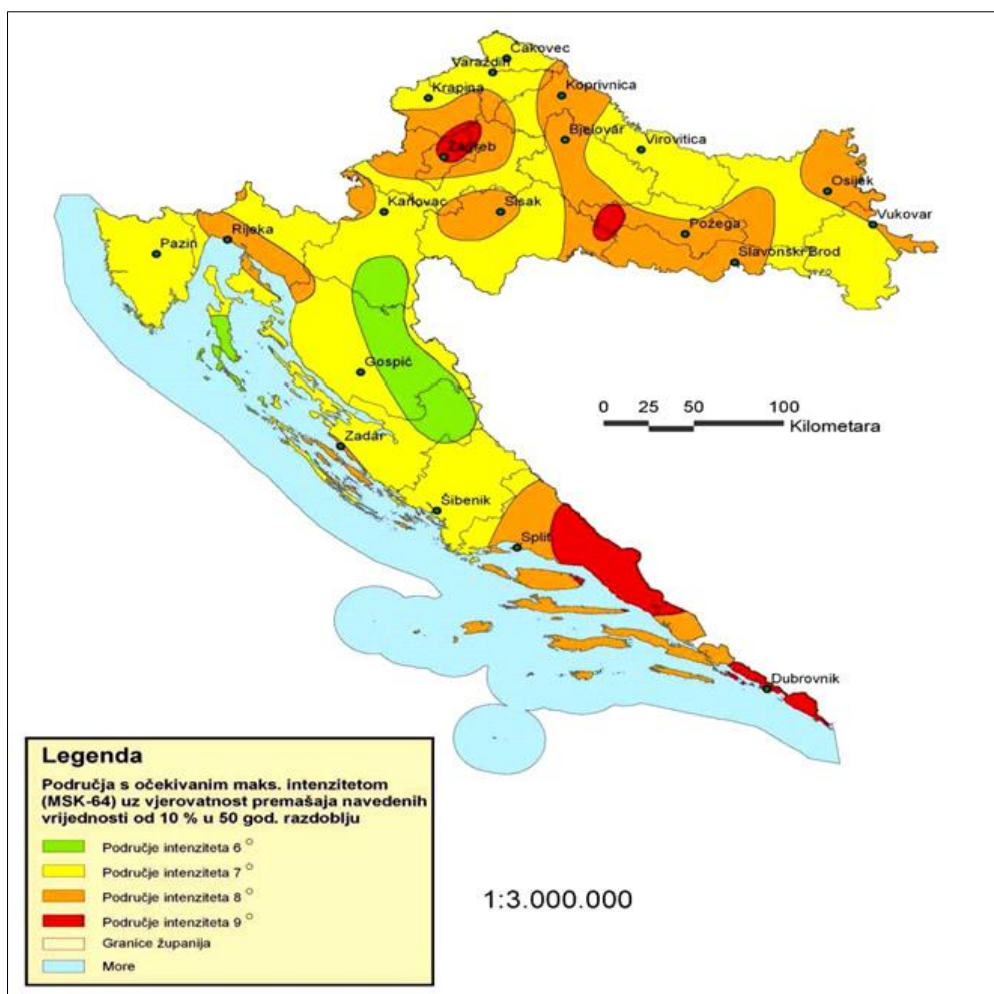 Čakovec
Varaždin
Krapina
Koprivnica
Bjelovar
Virovitica
Zagreb
Osijek
Karlovac
Sisak
Vukovar
Rijeka
Požega
Pazin
Slavonski Brod
Gospić
0 25 50 100
Kilometara
Zadar
Šibenik
Split
Dubrovnik
Legenda
Područja s očekivanim maks. intenzitetom
(MSK-64) uz vjerovatnost premašaja navedenih
vrijednosti od 10 % u 50 god. razdoblju
Područje intenziteta 6 °
Područje intenziteta 7 °
Područje intenziteta 8 °
Područje intenziteta 9 °
Granice županija
More
1:3.000.000